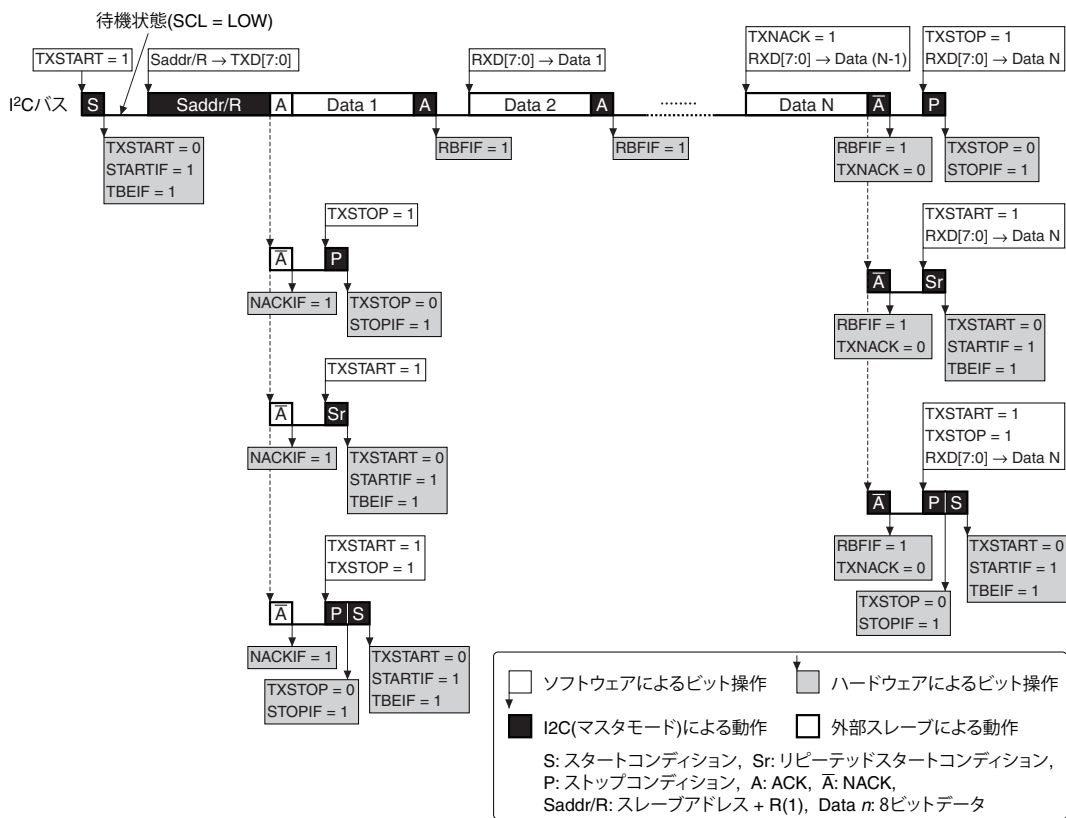 待機状態(SCL = LOW)
TXSTART = 1
Saddr/R → TXD[7:0]
RXD[7:0] → Data 1
TXNACK = 1
RXD[7:0] → Data (N-1)
TXSTOP = 1
RXD[7:0] → Data N
I²Cバス
S
Saddr/R
A
Data 1
A
Data 2
A
Data N
A̅
P
TXSTART = 0
STARTIF = 1
TBEIF = 1
RBFIF = 1
RBFIF = 1
RBFIF = 1
TXNACK = 0
TXSTOP = 0
STOPIF = 1
TXSTOP = 1
A̅
P
NACKIF = 1
TXSTOP = 0
STOPIF = 1
TXSTART = 1
RXD[7:0] → Data N
A̅
Sr
RBFIF = 1
TXNACK = 0
TXSTART = 0
STARTIF = 1
TBEIF = 1
TXSTART = 1
A̅
Sr
NACKIF = 1
TXSTART = 0
STARTIF = 1
TBEIF = 1
TXSTART = 1
TXSTOP = 1
RXD[7:0] → Data N
A̅
P
S
RBFIF = 1
TXNACK = 0
TXSTOP = 0
STOPIF = 1
TXSTART = 0
STARTIF = 1
TBEIF = 1
TXSTART = 1
TXSTOP = 1
A̅
P
S
NACKIF = 1
TXSTOP = 0
STOPIF = 1
TXSTART = 0
STARTIF = 1
TBEIF = 1
ソフトウェアによるビット操作
ハードウェアによるビット操作
I2C(マスタモード)による動作
外部スレーブによる動作
S: スタートコンディション, Sr: リピーテッドスタートコンディション,
P: ストップコンディション, A: ACK, A̅: NACK,
Saddr/R: スレーブアドレス + R(1), Data n: 8ビットデータ